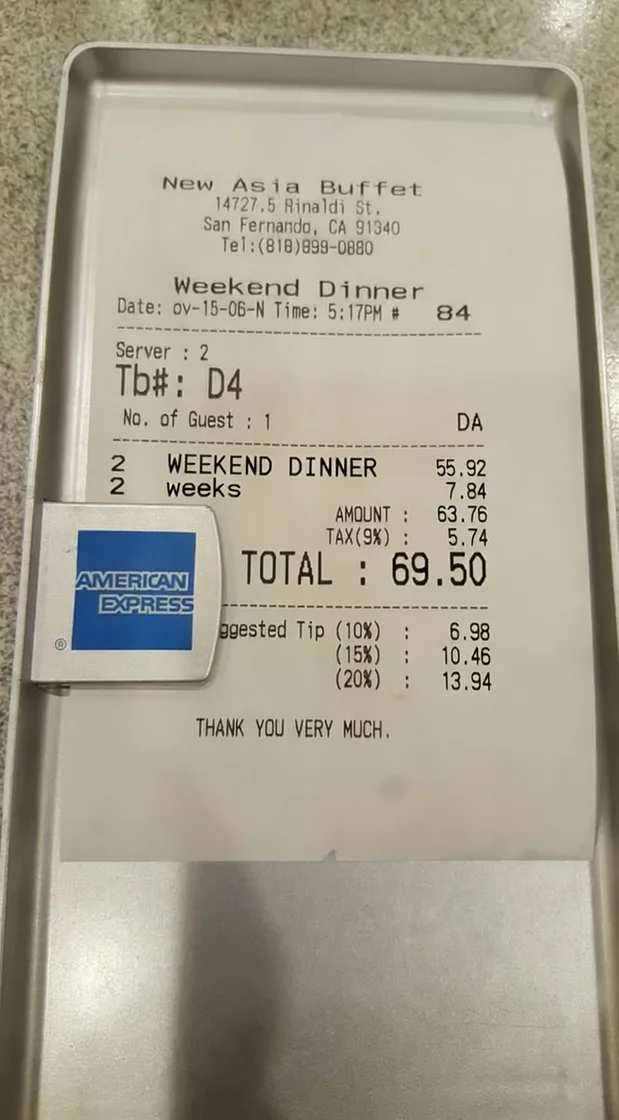 New Asia Buffet
14727.5 Rinaldi St.
San Fernando, CA 91340
Tel:(818)899-0880
Weekend Dinner
Date: ov-15-06-N Time: 5:17PM # 84
Server : 2
Tb#: D4
No. of Guest : 1 DA
2 WEEKEND DINNER 55.92
2 weeks 7.84
AMOUNT : 63.76
TAX(9%) : 5.74
TOTAL : 69.50
AMERICAN
EXPRESS
®
ggested Tip (10%) : 6.98
(15%) : 10.46
(20%) : 13.94
THANK YOU VERY MUCH.